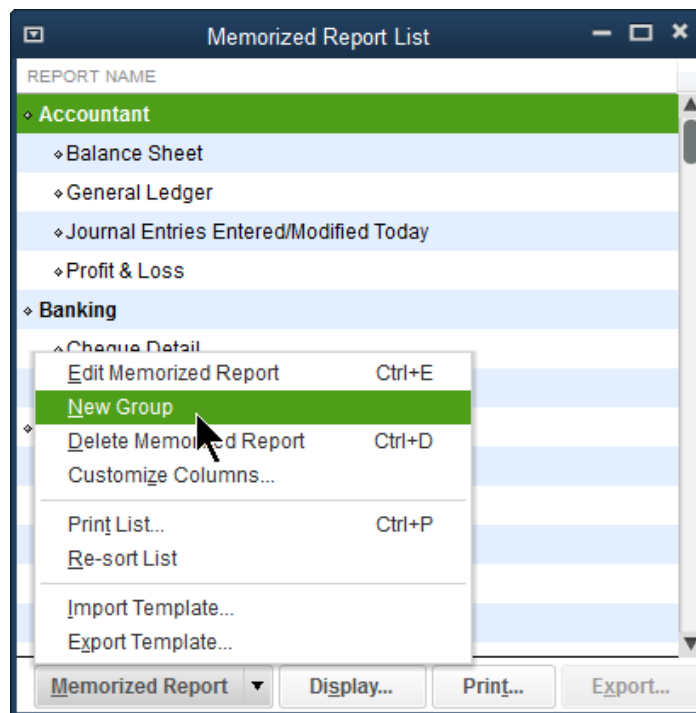 Memorized Report List
REPORT NAME
Accountant
Balance Sheet
General Ledger
Journal Entries Entered/Modified Today
Profit & Loss
Banking
Cheque Detail
Edit Memorized Report Ctrl+E
New Group
Delete Memorized Report Ctrl+D
Customize Columns...
Print List... Ctrl+P
Re-sort List
Import Template...
Export Template...
Memorized Report Display... Print... Export...